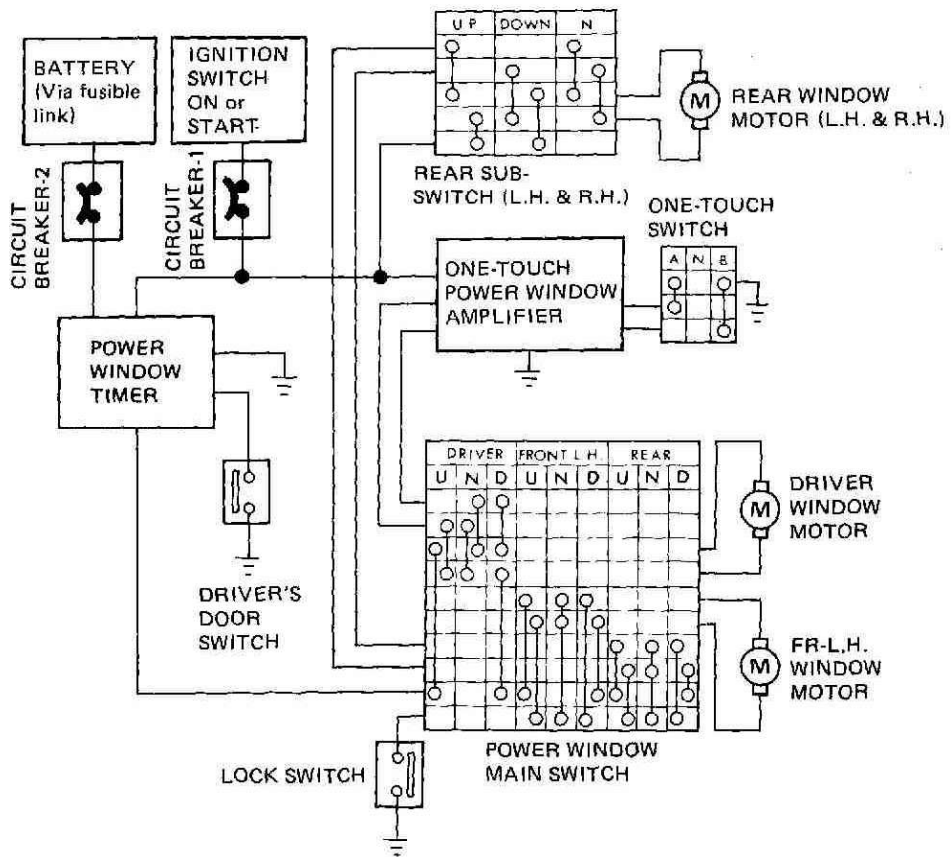 BATTERY
(Via fusible
link)
IGNITION
SWITCH
ON or
START-
CIRCUIT
BREAKER-2
CIRCUIT
BREAKER-1
UP DOWN N
M
REAR WINDOW
MOTOR (L.H. & R.H.)
REAR SUB-
SWITCH (L.H. & R.H.)
ONE-TOUCH
SWITCH
A N B
ONE-TOUCH
POWER WINDOW
AMPLIFIER
POWER
WINDOW
TIMER
DRIVER'S
DOOR
SWITCH
DRIVER FRONT L.H. REAR
U N D U N D U N D
M
DRIVER
WINDOW
MOTOR
M
FR-L.H.
WINDOW
MOTOR
POWER WINDOW
MAIN SWITCH
LOCK SWITCH